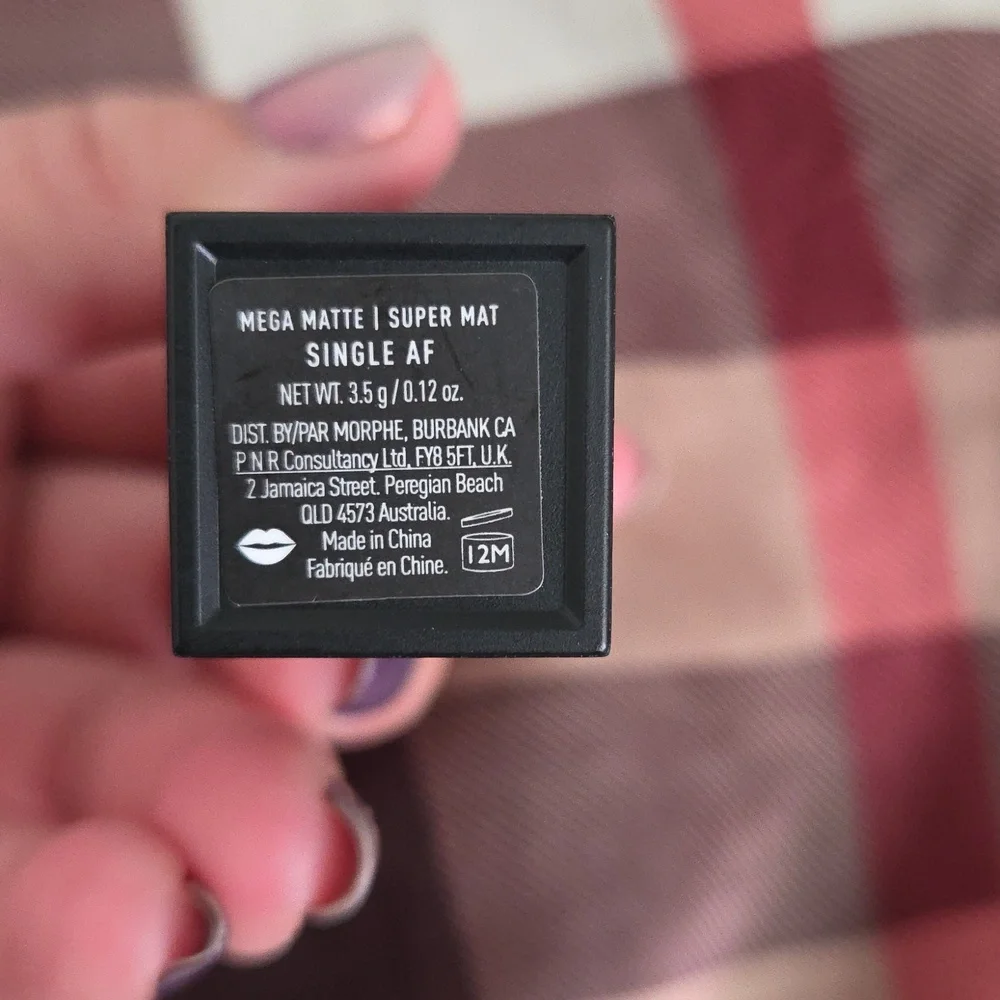 MEGA MATTE | SUPER MAT
SINGLE AF
NET WT. 3.5 g / 0.12 oz.
DIST. BY/PAR MORPHE, BURBANK CA
P N R Consultancy Ltd, FY8 5FT, U.K.
2 Jamaica Street. Peregian Beach
QLD 4573 Australia.
Made in China
Fabriqué en Chine.
12M